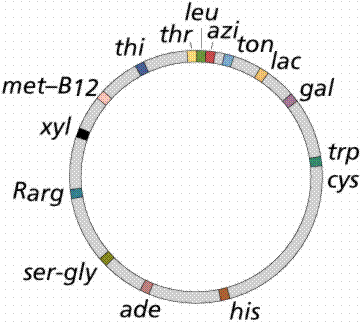 leu
thr
azi
thi
ton
lac
met–B12
gal
xyl
trp
Rarg
cys
ser-gly
ade
his